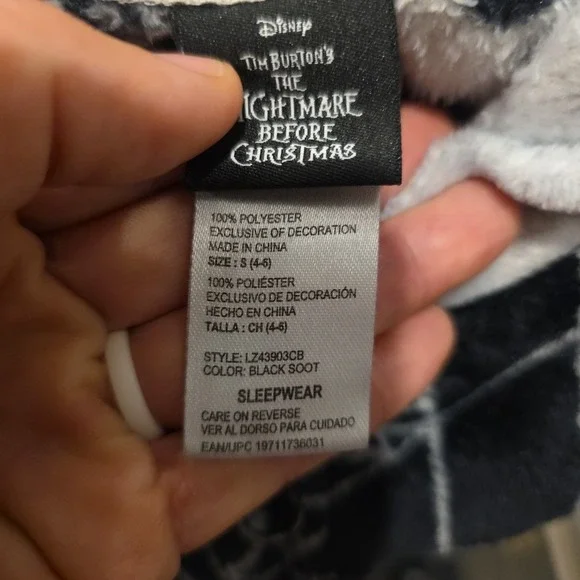 Disney
Tim Burton's
The
Nightmare
Before
Christmas
100% POLYESTER
EXCLUSIVE OF DECORATION
MADE IN CHINA
SIZE : S (4-6)
100% POLIÉSTER
EXCLUSIVO DE DECORACIÓN
HECHO EN CHINA
TALLA : CH (4-6)
STYLE: LZ43903CB
COLOR: BLACK SOOT
SLEEPWEAR
CARE ON REVERSE
VER AL DORSO PARA CUIDADO
EAN/UPC 19711736031